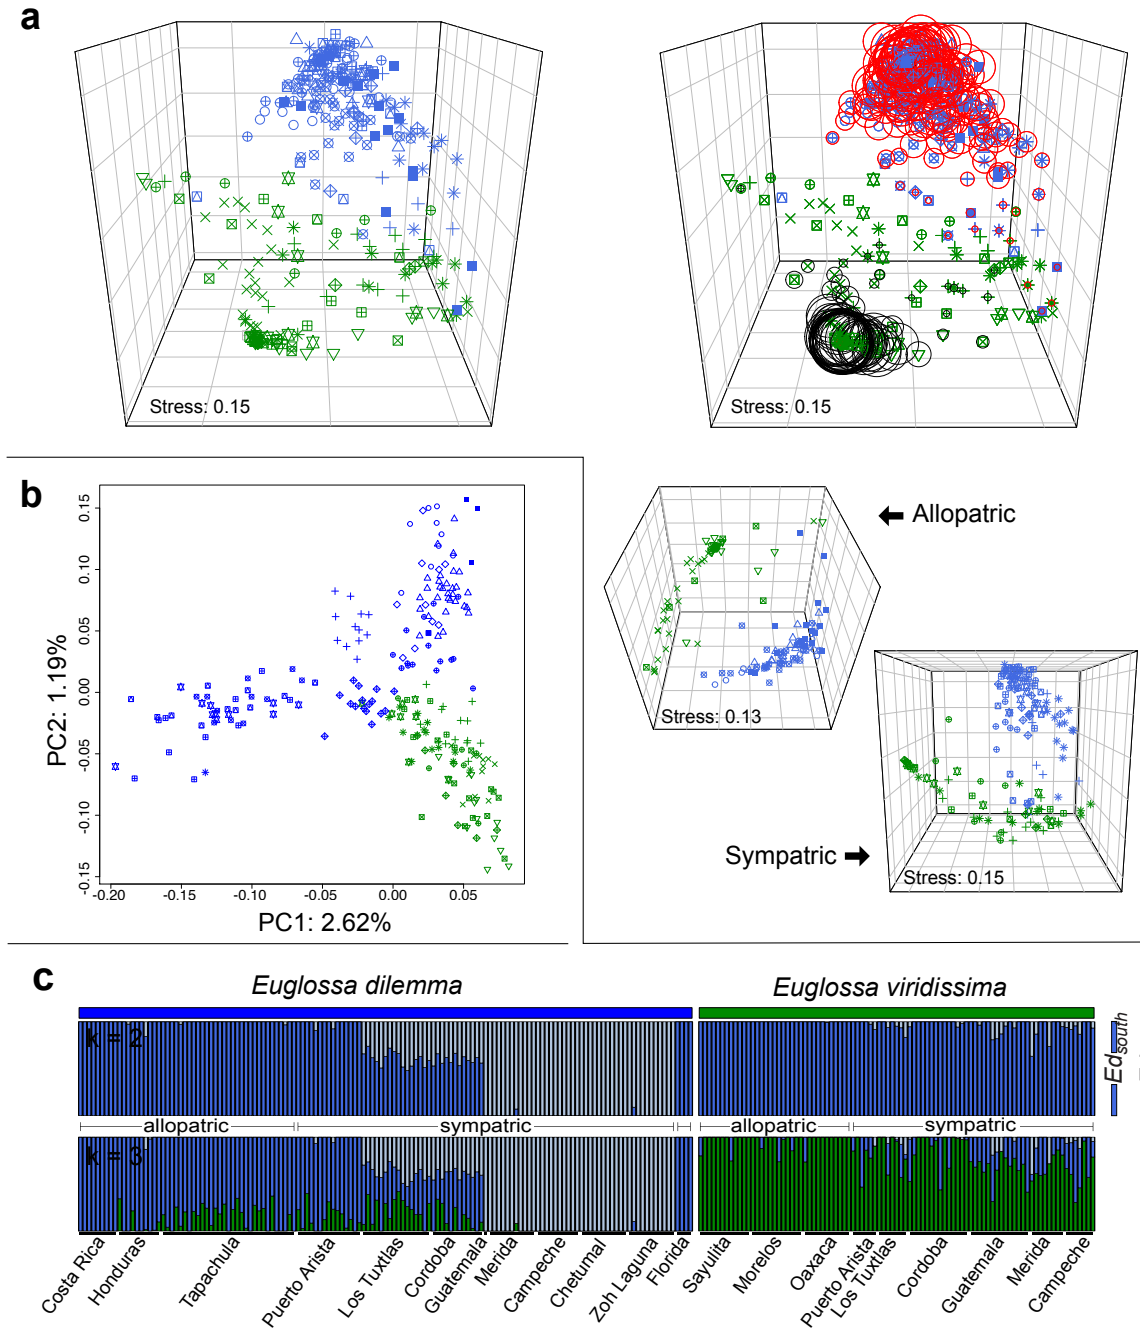 a
Stress: 0.15
Stress: 0.15
b
PC2: 1.19%
0.15
0.10
0.05
0.00
-0.05
-0.10
-0.15
-0.20
-0.15
-0.10
-0.05
0.00
0.05
PC1: 2.62%
Allopatric
Stress: 0.13
Sympatric
Stress: 0.15
c
Euglossa dilemma
Euglossa viridissima
k = 2
Ed south
allopatric
sympatric
allopatric
sympatric
k = 3
Costa Rica
Honduras
Tapachula
Puerto Arista
Los Tuxtlas
Cordoba
Guatemala
Merida
Campeche
Chetumal
Zoh Laguna
Florida
Sayulita
Morelos
Oaxaca
Puerto Arista
Los Tuxtlas
Cordoba
Guatemala
Merida
Campeche